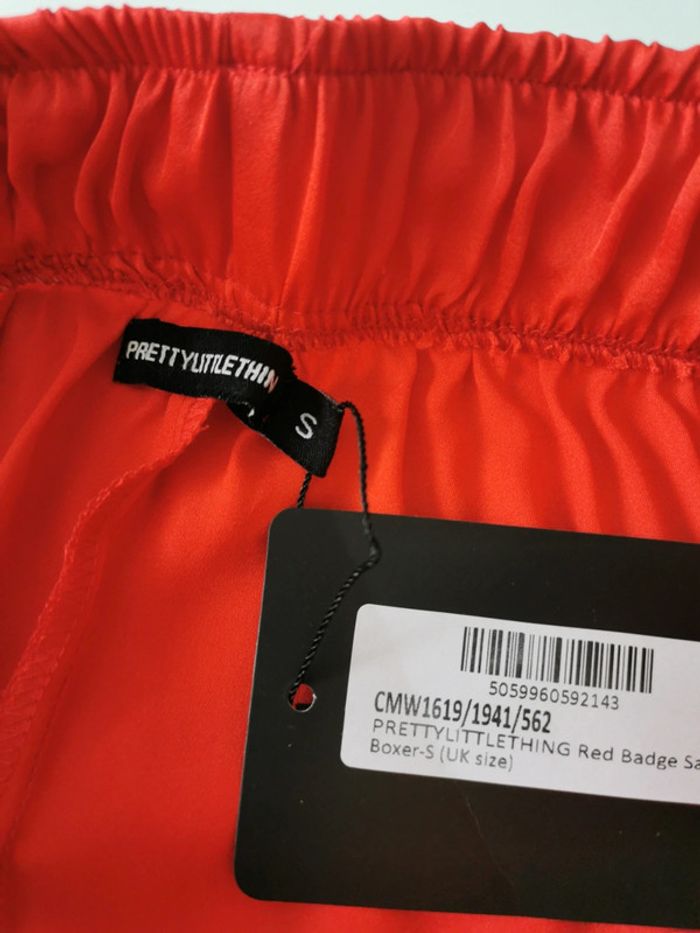 PRETTYLITTLETHIN
S
5059960592143
CMW1619/1941/562
PRETTYLITTLETHING Red Badge Sa
Boxer-S (UK size)